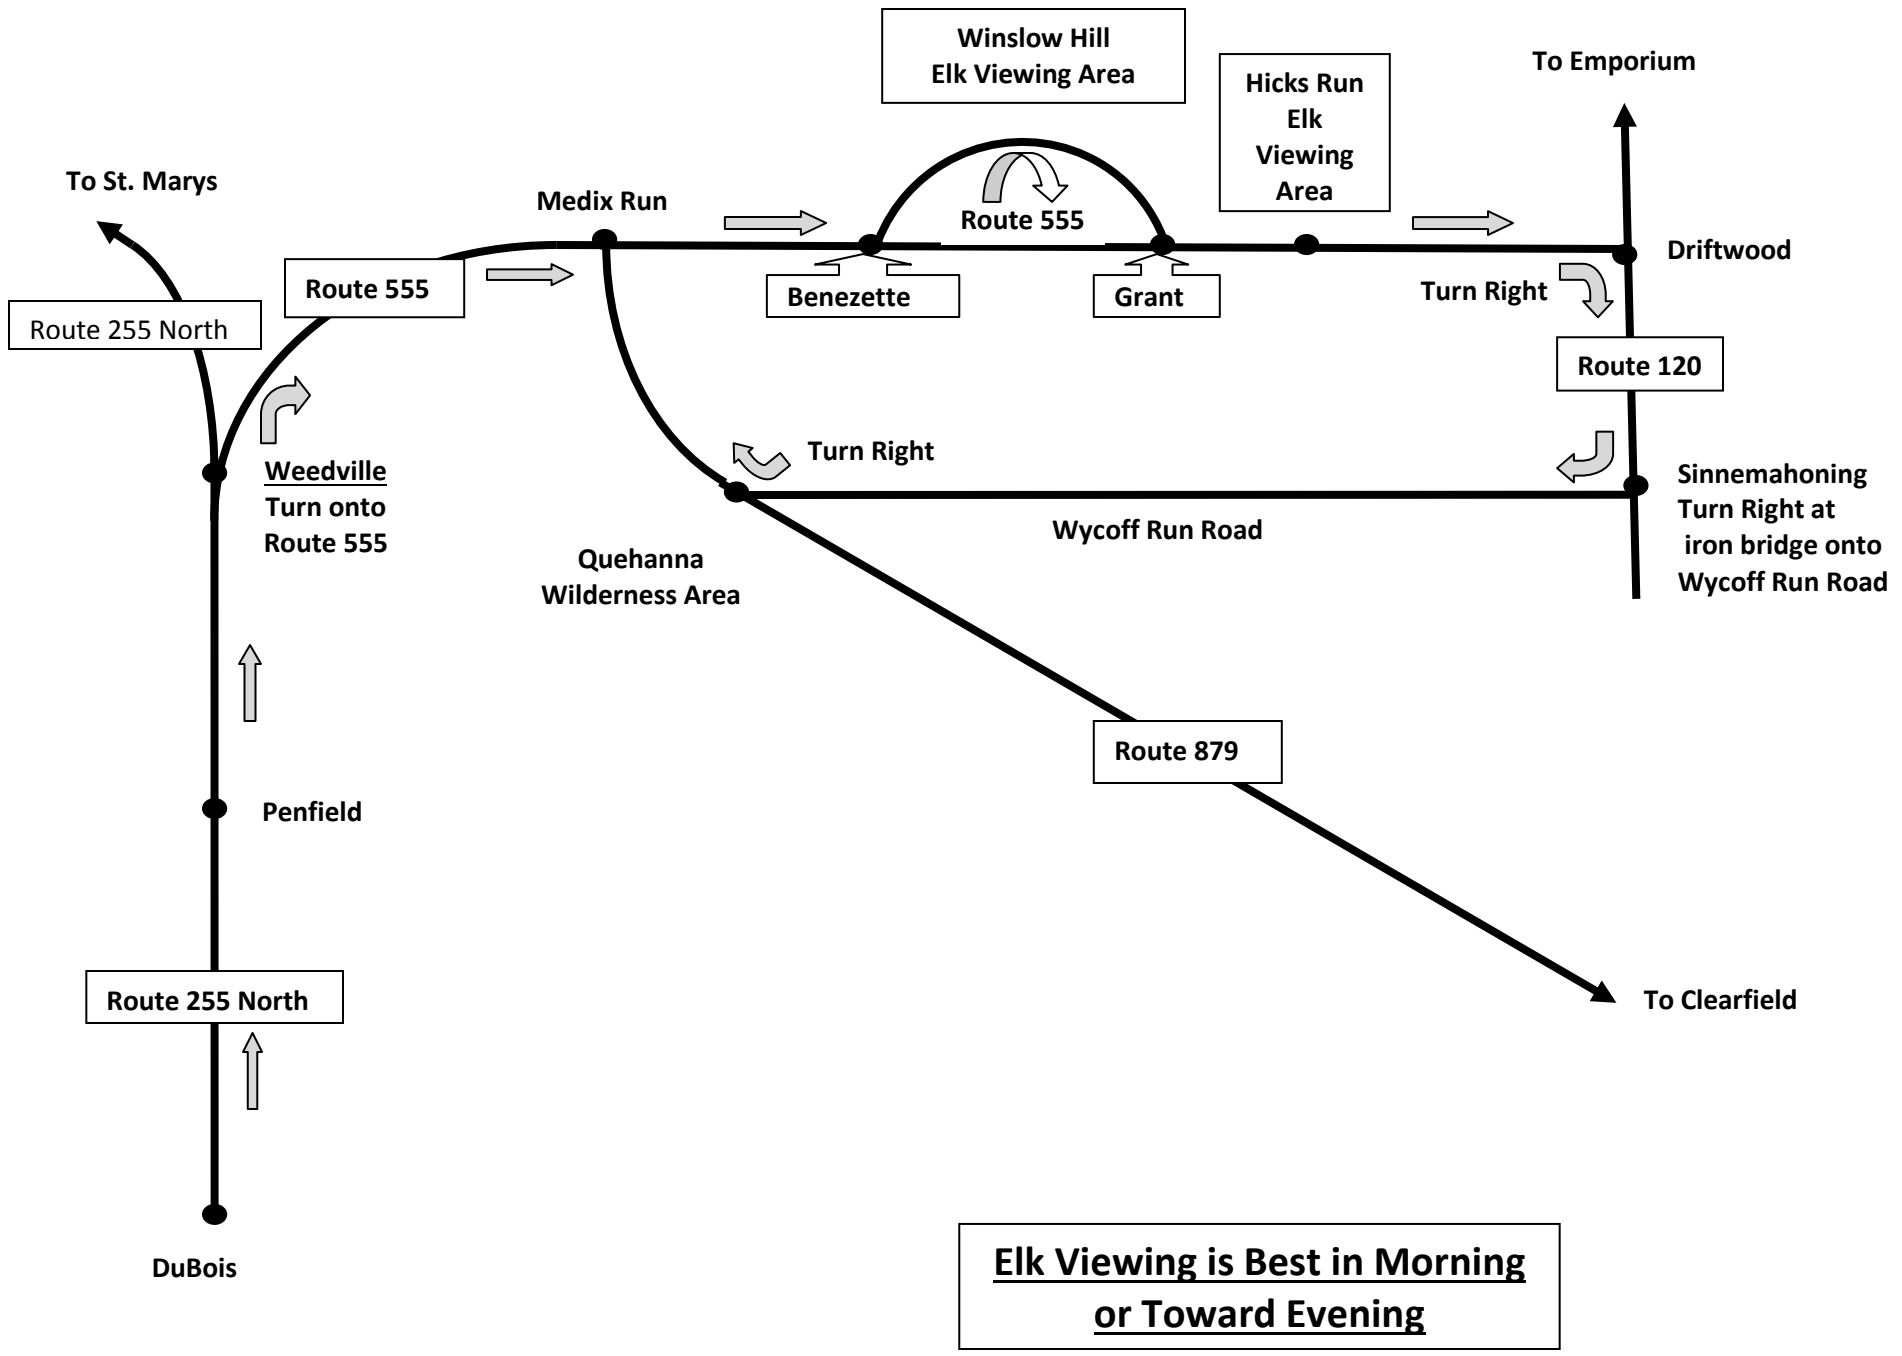 Winslow Hill
Elk Viewing Area
To Emporium
Hicks Run
Elk
Viewing
Area
To St. Marys
Medix Run
Route 555
Driftwood
Route 555
Benezette
Grant
Turn Right
Route 255 North
Route 120
Turn Right
Weedville
Turn onto
Route 555
Sinnemahoning
Turn Right at
iron bridge onto
Wycoff Run Road
Wycoff Run Road
Quehanna
Wilderness Area
Route 879
Penfield
Route 255 North
To Clearfield
DuBois
Elk Viewing is Best in Morning
or Toward Evening